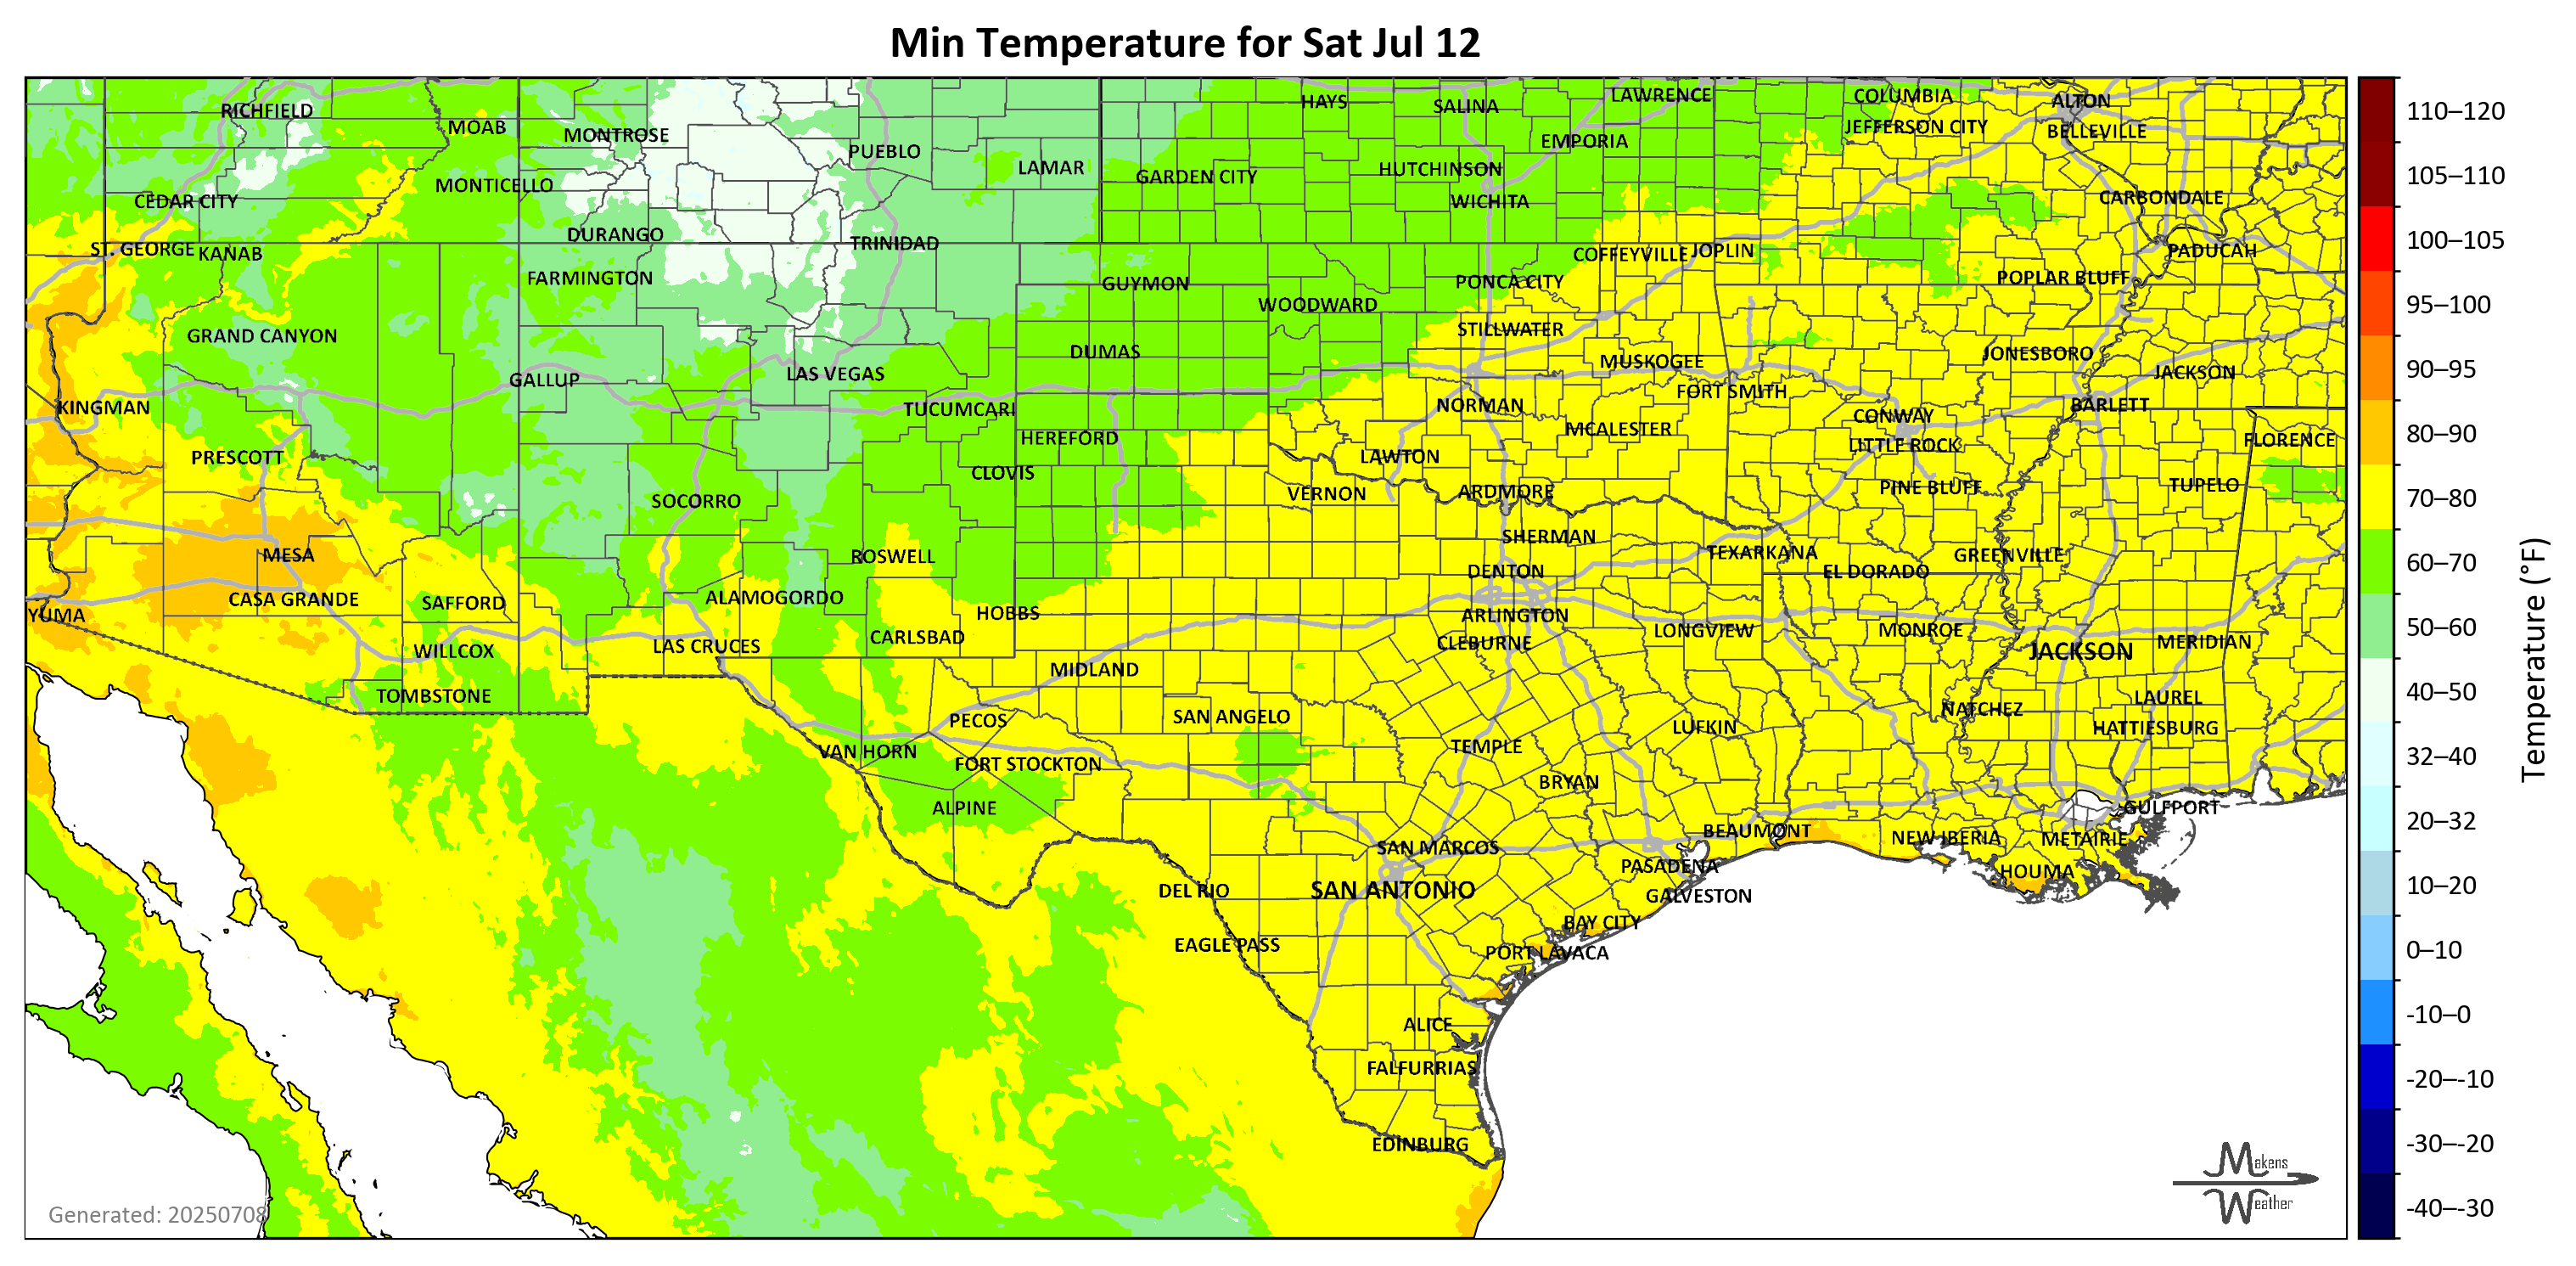 Min Temperature for Sat Jul 12
RICHFIELD
MOAB
MONTROSE
PUEBLO
LAMAR
HAYS
SALINA
LAWRENCE
COLUMBIA
ALTON
JEFFERSON CITY
BELLEVILLE
EMPORIA
HUTCHINSON
GARDEN CITY
WICHITA
MONTICELLO
CEDAR CITY
CARBONDALE
ST. GEORGE
KANAB
DURANGO
TRINIDAD
COFFEYVILLE
JOPLIN
PADUCAH
FARMINGTON
GUYMON
PONCA CITY
POPLAR BLUFF
WOODWARD
GRAND CANYON
STILLWATER
DUMAS
MUSKOGEE
JONESBORO
JACKSON
GALLUP
LAS VEGAS
FORT SMITH
KINGMAN
TUCUMCARI
NORMAN
CONWAY
BARLETT
HEREFORD
MCALESTER
LITTLE ROCK
FLORENCE
PRESCOTT
CLOVIS
LAWTON
VERNON
ARDMORE
PINE BLUFF
TUPELO
SOCORRO
SHERMAN
MESA
ROSWELL
TEXARKANA
GREENVILLE
DENTON
EL DORADO
CASA GRANDE
SAFFORD
ALAMOGORDO
HOBBS
ARLINGTON
YUMA
CARLSBAD
CLEBURNE
LONGVIEW
MONROE
MERIDIAN
WILLCOX
LAS CRUCES
JACKSON
MIDLAND
TOMBSTONE
LAUREL
PECOS
SAN ANGELO
NATCHEZ
LUFKIN
HATTIESBURG
VAN HORN
TEMPLE
FORT STOCKTON
BRYAN
ALPINE
GULFPORT
BEAUMONT
NEW IBERIA
METAIRIE
SAN MARCOS
PASADENA
HOUMA
DEL RIO
SAN ANTONIO
GALVESTON
BAY CITY
EAGLE PASS
PORT LAVACA
ALICE
FALFURRIAS
EDINBURG
Generated: 20250708
Makens
Weather
110–120
105–110
100–105
95–100
90–95
80–90
70–80
60–70
50–60
40–50
32–40
20–32
10–20
0–10
-10–0
-20–-10
-30–-20
-40–-30
Temperature (°F)